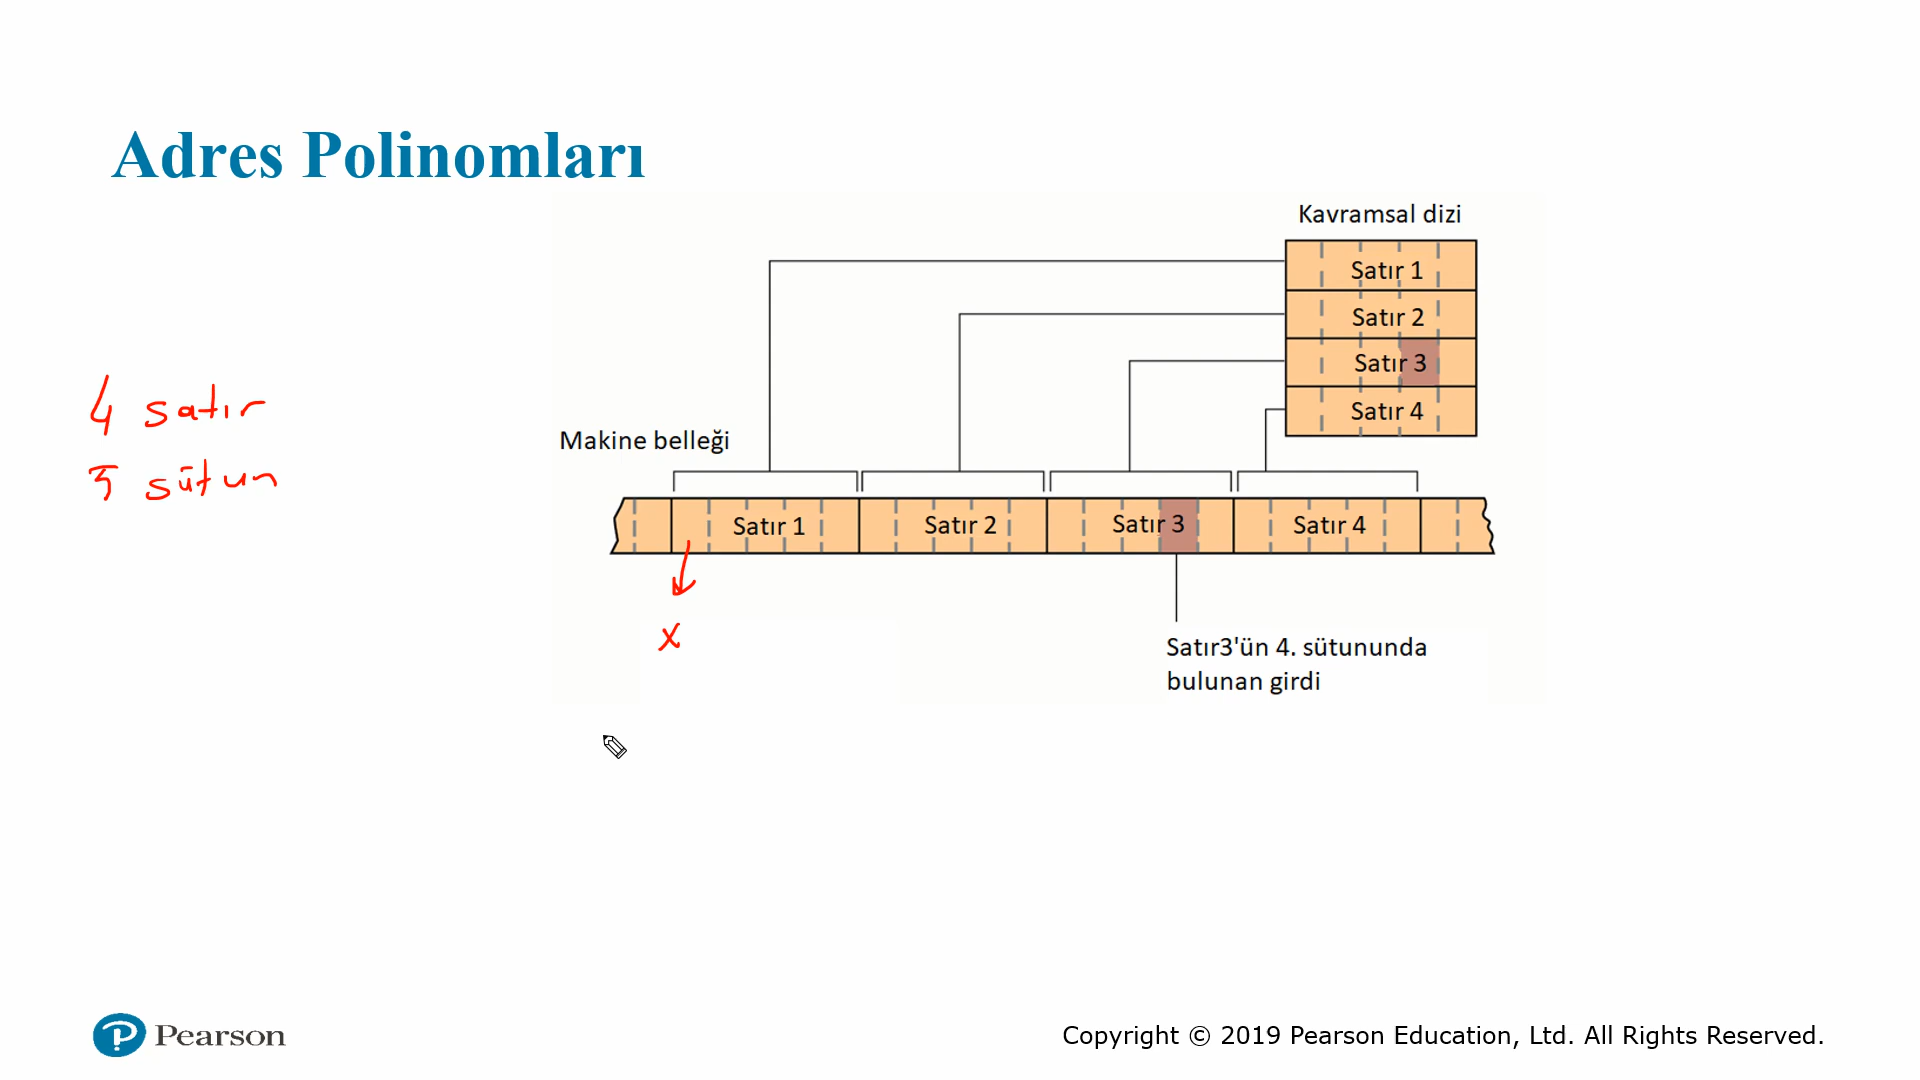 Adres Polinomları
Kavramsal dizi
Satır 1
Satır 2
Satır 3
Satır 4
4 satır
5 sütun
Makine belleği
Satır 1 Satır 2 Satır 3 Satır 4
x
Satır3'ün 4. sütununda
bulunan girdi
Pearson
Copyright © 2019 Pearson Education, Ltd. All Rights Reserved.